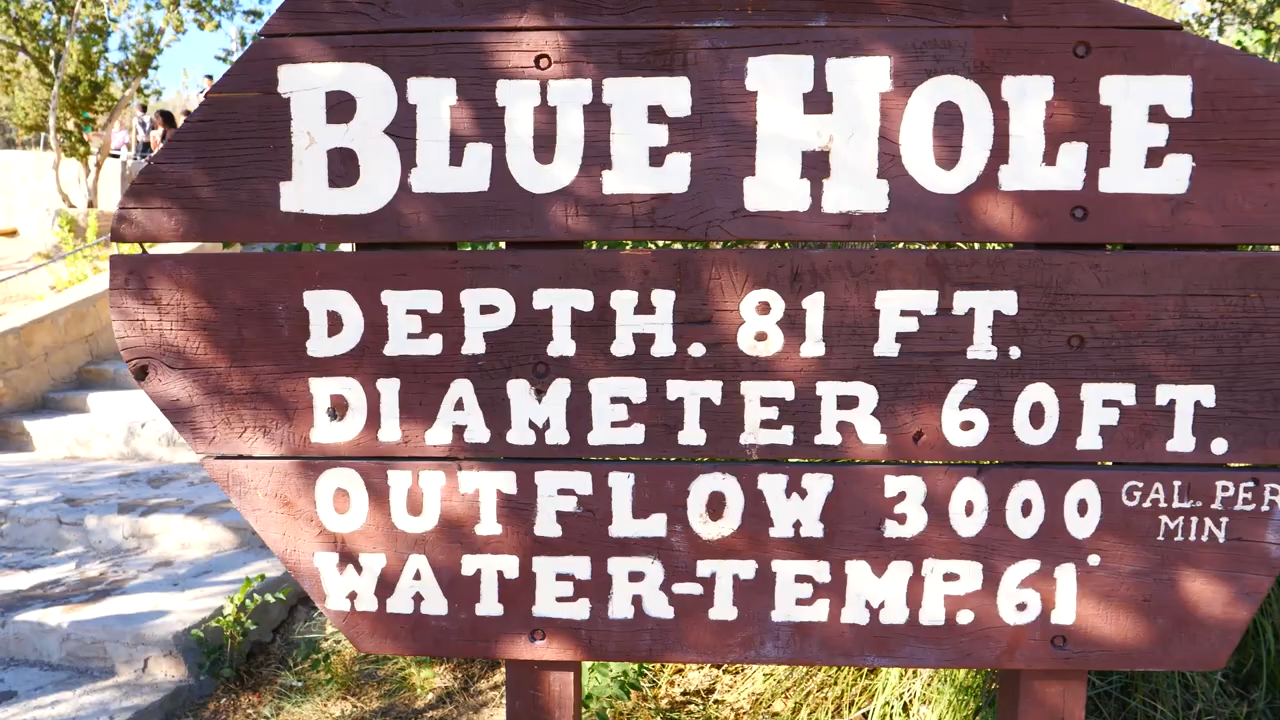 BLUE HOLE
DEPTH. 81 FT.
DIAMETER 60FT.
OUTFLOW 3000 GAL. PER MIN
WATER-TEMP. 61°